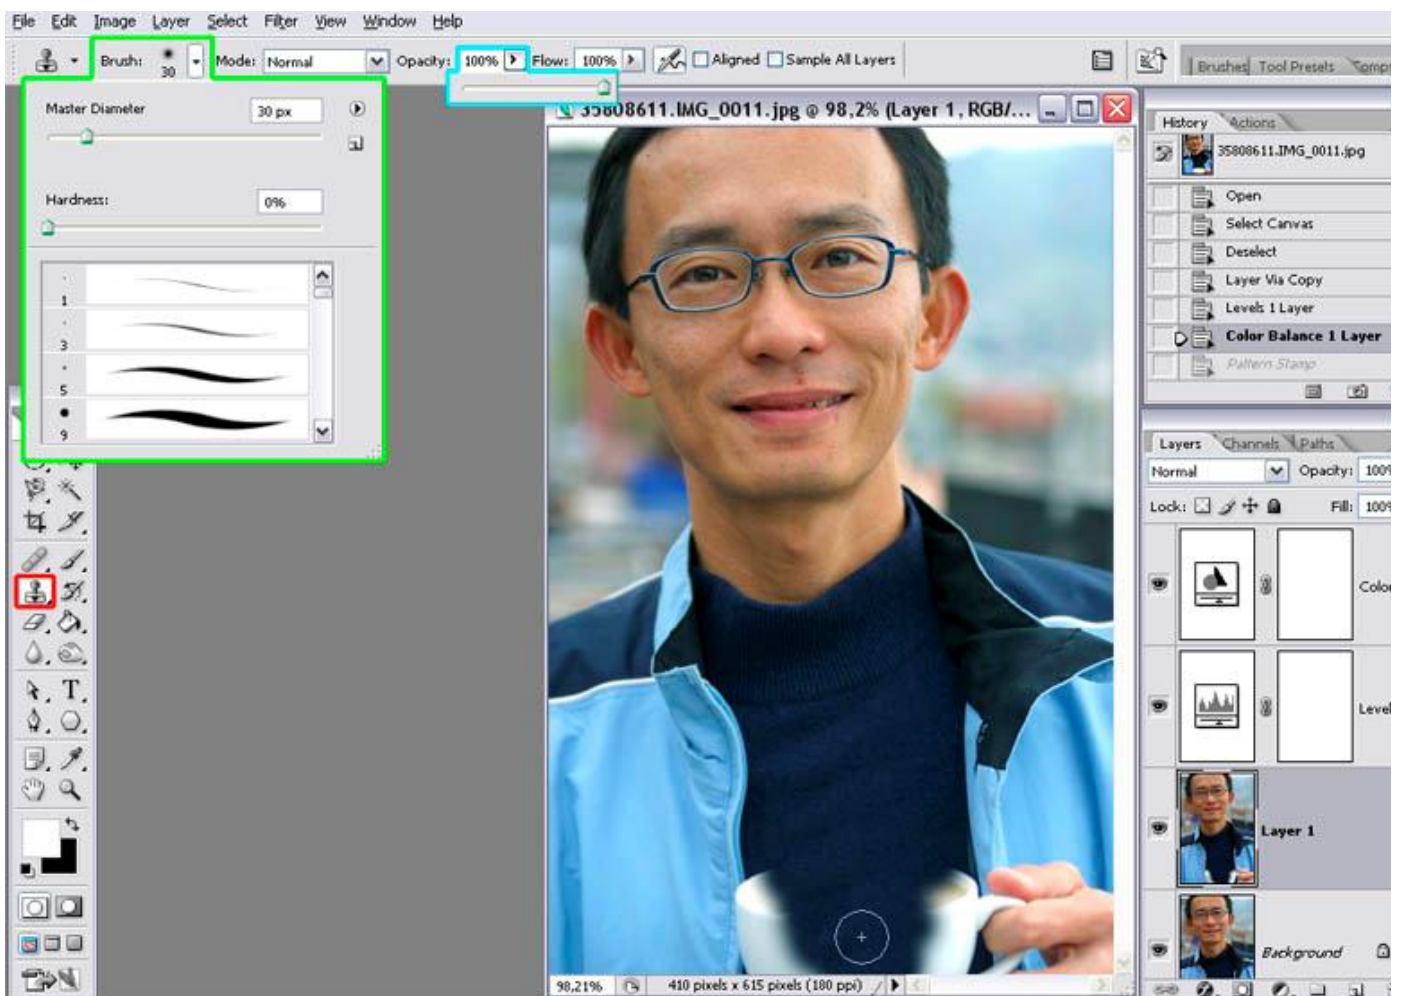 File Edit Image Layer Select Filter View Window Help
Brush: 30 Mode: Normal Opacity: 100% Flow: 100% Aligned Sample All Layers
Brushes Tool Presets
Master Diameter 30 px
Hardness: 0%
1
3
5
9
35808611.IMG_0011.jpg @ 98,2% (Layer 1, RGB/...
98,21% 410 pixels x 615 pixels (180 ppi)
History Actions
35808611.IMG_0011.jpg
Open
Select Canvas
Deselect
Layer Via Copy
Levels 1 Layer
Color Balance 1 Layer
Pattern Stamp
Layers Channels Paths
Normal Opacity: 100%
Lock: Fill: 100%
Color
Level
Layer 1
Background